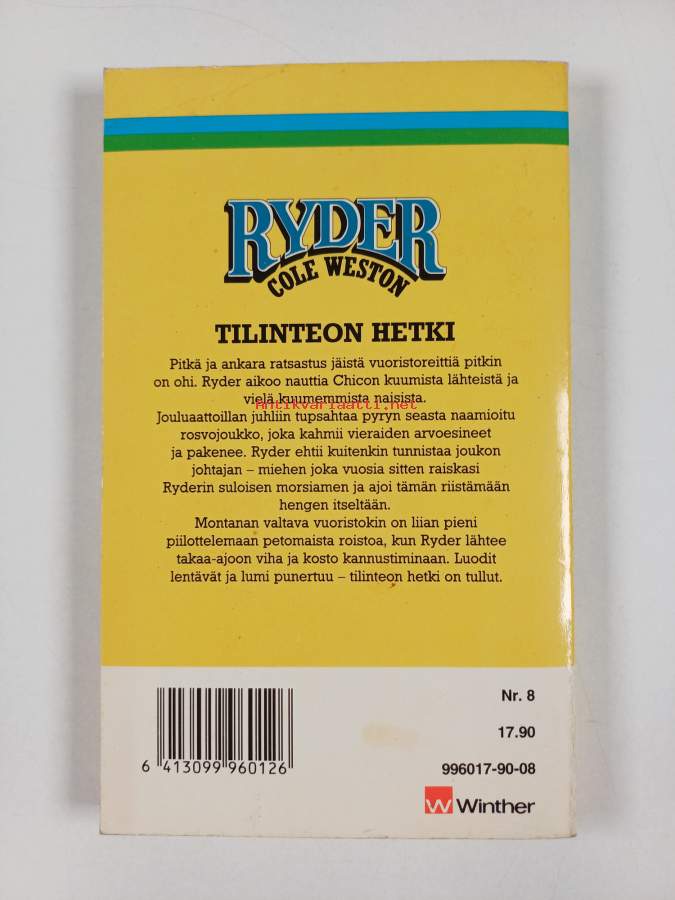 RYDER
COLE WESTON
TILINTEON HETKI
Pitkä ja ankara ratsastus jäistä vuoristoreittiä pitkin
on ohi. Ryder aikoo nauttia Chicon kuumista lähteistä ja
vielä kuumemmista naisista.
Antikvariaatti.net
Jouluaattoillan juhliin tupsahtaa pyryn seasta naamioitu
rosvojoukko, joka kahmii vieraiden arvoesineet
ja pakenee. Ryder ehtii kuitenkin tunnistaa joukon
johtajan – miehen joka vuosia sitten raiskasi
Ryderin suloisen morsiamen ja ajoi tämän riistämään
hengen itseltään.
Montanan valtava vuoristokin on liian pieni
piilottelemaan petomaista roistoa, kun Ryder lähtee
takaa-ajoon viha ja kosto kannustiminaan. Luodit
lentävät ja lumi punertuu – tilinteon hetki on tullut.
Nr. 8
17.90
6 413099 960126
996017-90-08
W Winther